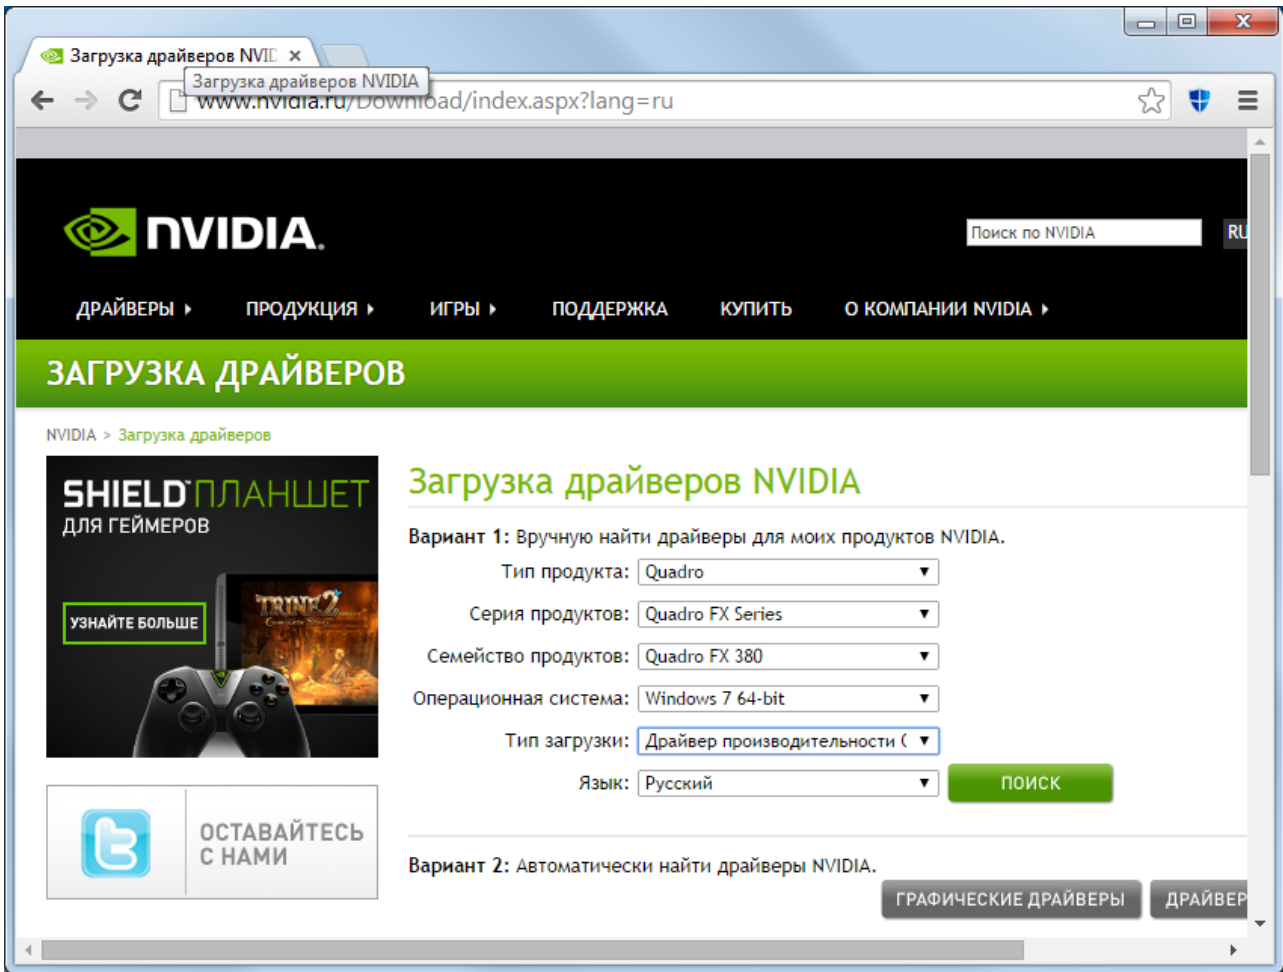 Загрузка драйверов NVID
Загрузка драйверов NVIDIA
www.nvidia.ru/Download/index.aspx?lang=ru
NVIDIA.
Поиск по NVIDIA
RU
ДРАЙВЕРЫ ПРОДУКЦИЯ ИГРЫ ПОДДЕРЖКА КУПИТЬ О КОМПАНИИ NVIDIA
ЗАГРУЗКА ДРАЙВЕРОВ
NVIDIA > Загрузка драйверов
SHIELD ПЛАНШЕТ
ДЛЯ ГЕЙМЕРОВ
TRINE 2
УЗНАЙТЕ БОЛЬШЕ
ОСТАВАЙТЕСЬ
С НАМИ
Загрузка драйверов NVIDIA
Вариант 1: Вручную найти драйверы для моих продуктов NVIDIA.
Тип продукта: Quadro
Серия продуктов: Quadro FX Series
Семейство продуктов: Quadro FX 380
Операционная система: Windows 7 64-bit
Тип загрузки: Драйвер производительности
Язык: Русский ПОИСК
Вариант 2: Автоматически найти драйверы NVIDIA.
ГРАФИЧЕСКИЕ ДРАЙВЕРЫ ДРАЙВЕР